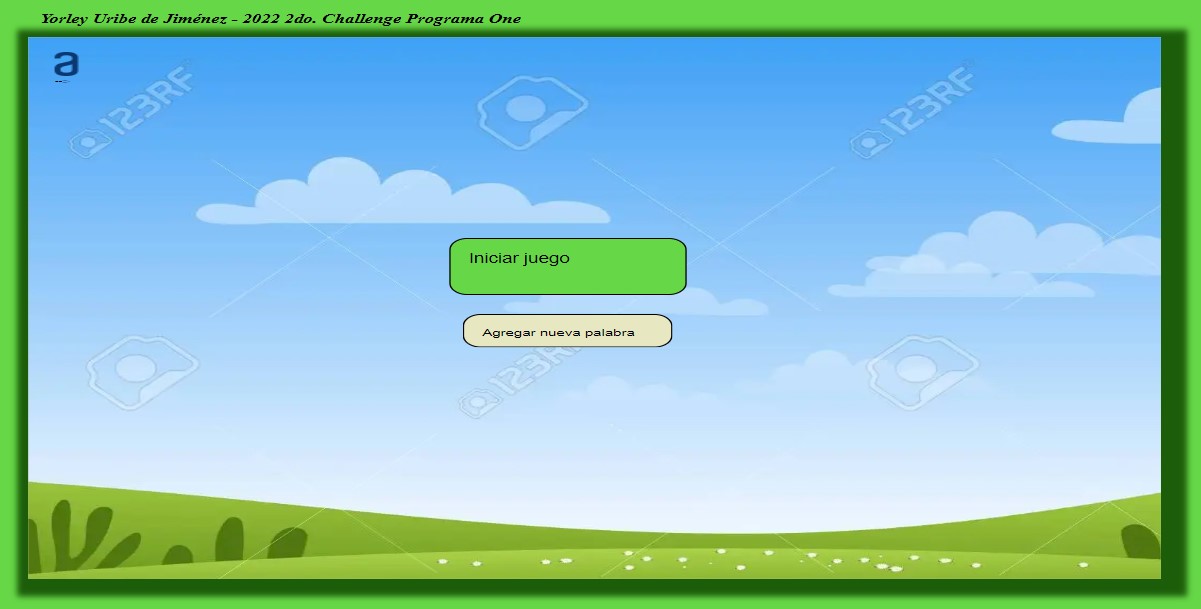 Yorley Uribe de Jiménez - 2022 2do. Challenge Programa One
a
123RF
123RF
Iniciar juego
Agregar nueva palabra
123RF